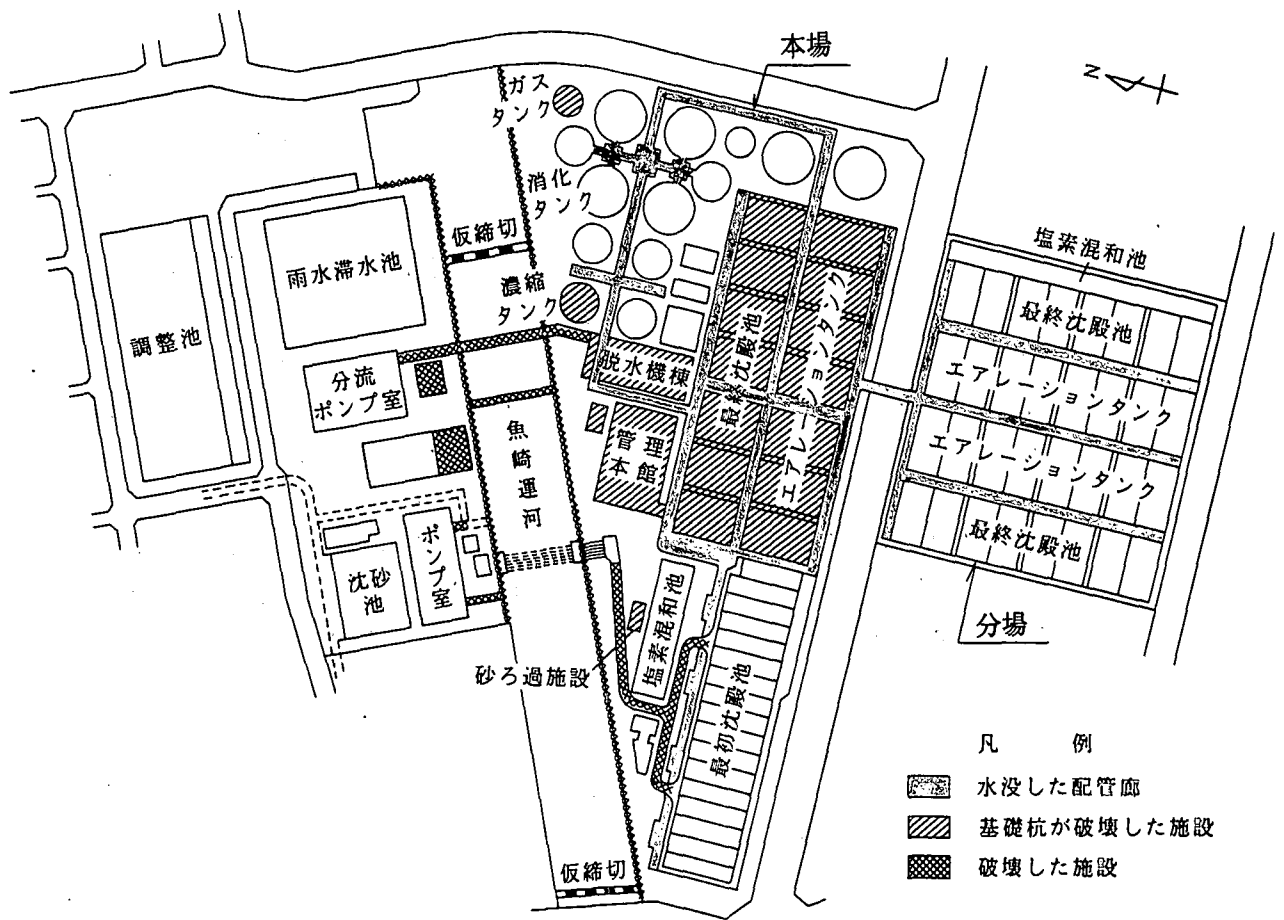 本場
N
ガス
タンク
消化
タンク
仮締切
濃縮
タンク
雨水滞水池
調整池
分流
ポンプ室
脱水機棟
最終沈殿池
エアレーションタンク
管理
本館
魚崎運河
ポンプ室
沈砂池
砂ろ過施設
塩素混和池
最初沈殿池
仮締切
塩素混和池
最終沈殿池
エアレーションタンク
エアレーションタンク
最終沈殿池
分場
凡例
水没した配管廊
基礎杭が破壊した施設
破壊した施設